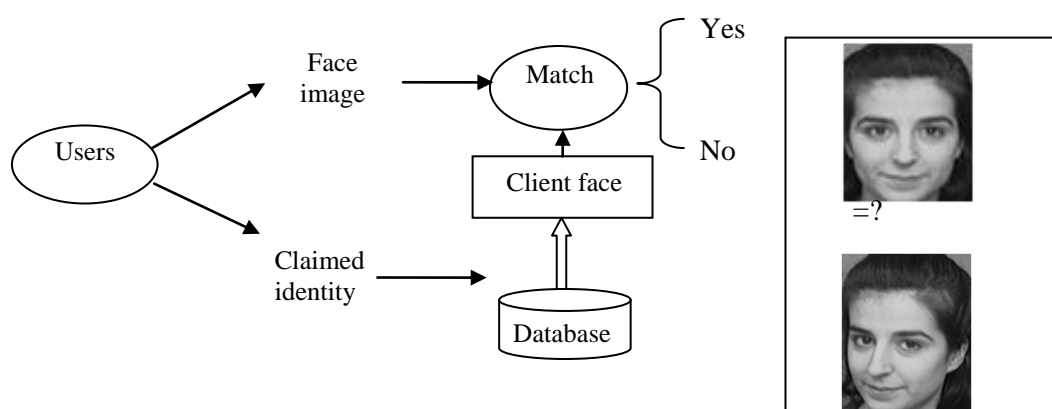 Users
Face
image
Claimed
identity
Match
Client face
Database
Yes
No
=?